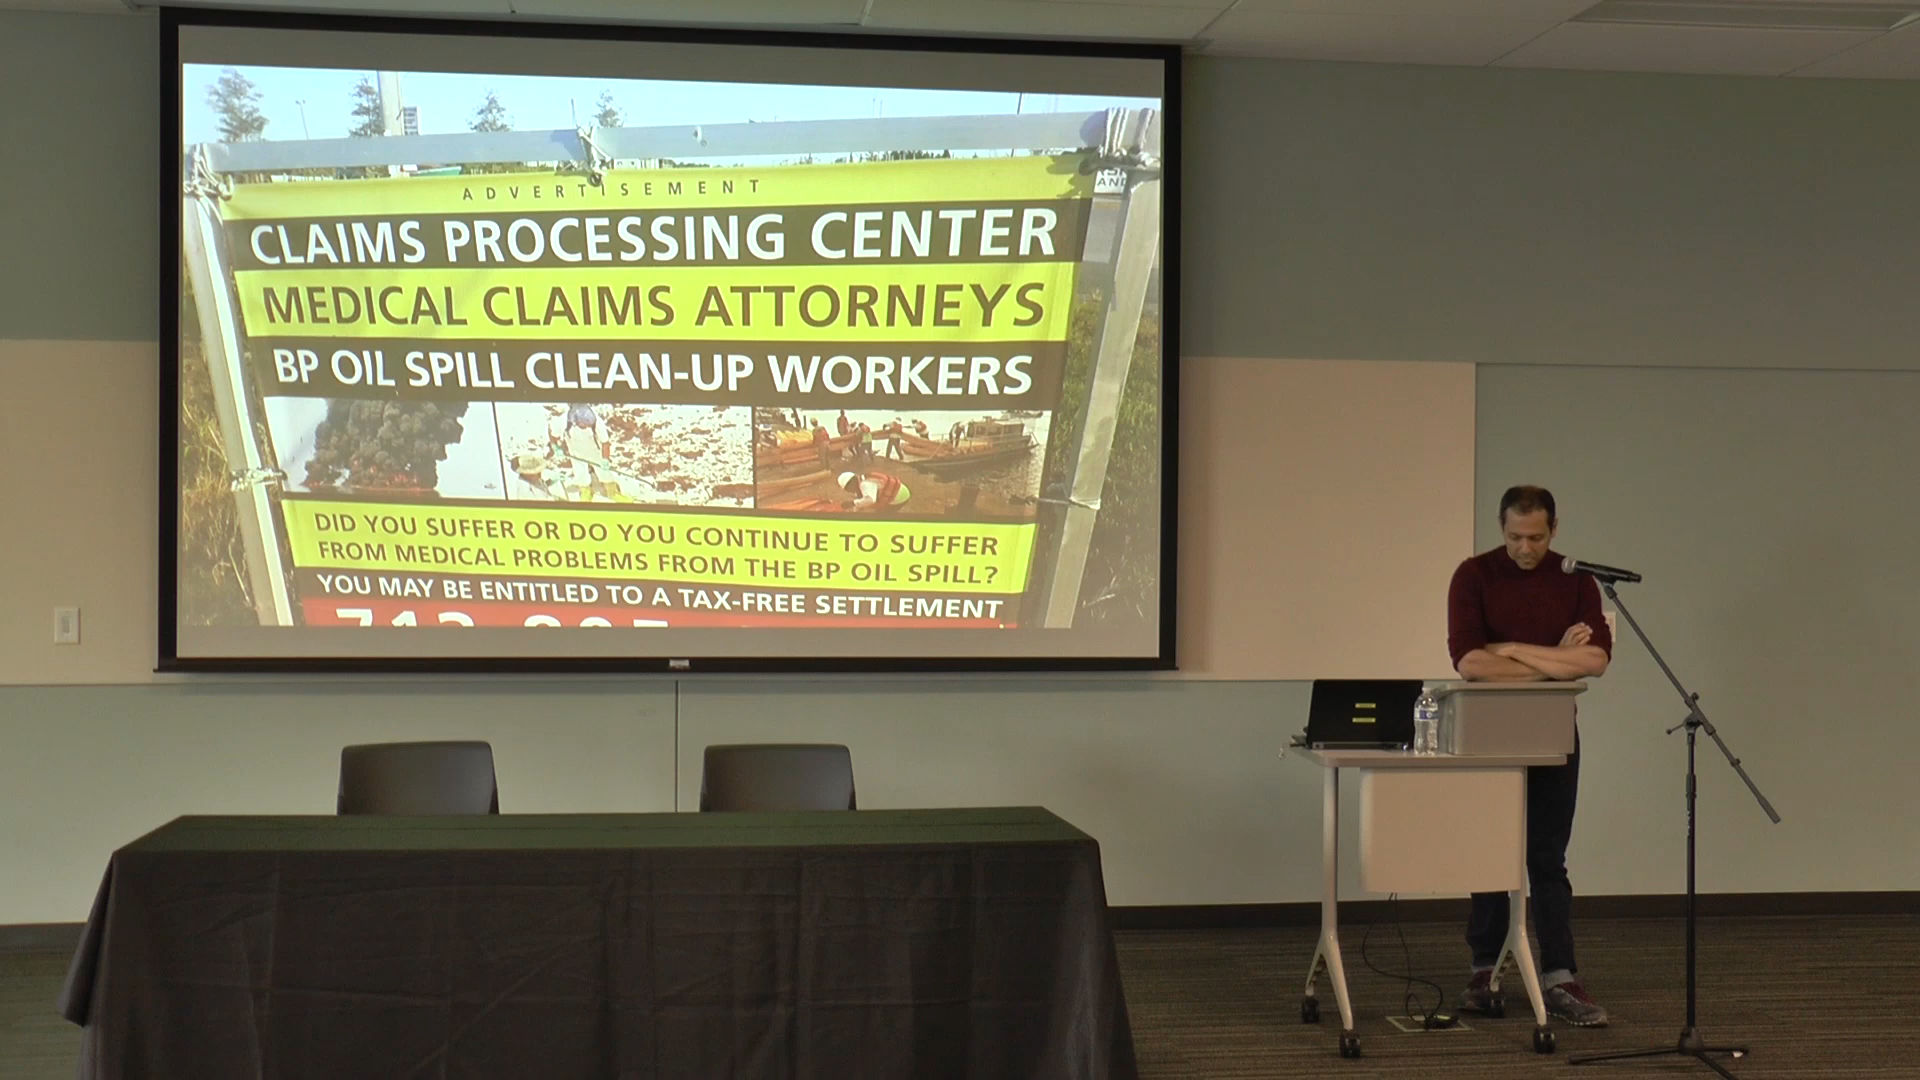 ADVERTISEMENT
CLAIMS PROCESSING CENTER
MEDICAL CLAIMS ATTORNEYS
BP OIL SPILL CLEAN-UP WORKERS
DID YOU SUFFER OR DO YOU CONTINUE TO SUFFER
FROM MEDICAL PROBLEMS FROM THE BP OIL SPILL?
YOU MAY BE ENTITLED TO A TAX-FREE SETTLEMENT